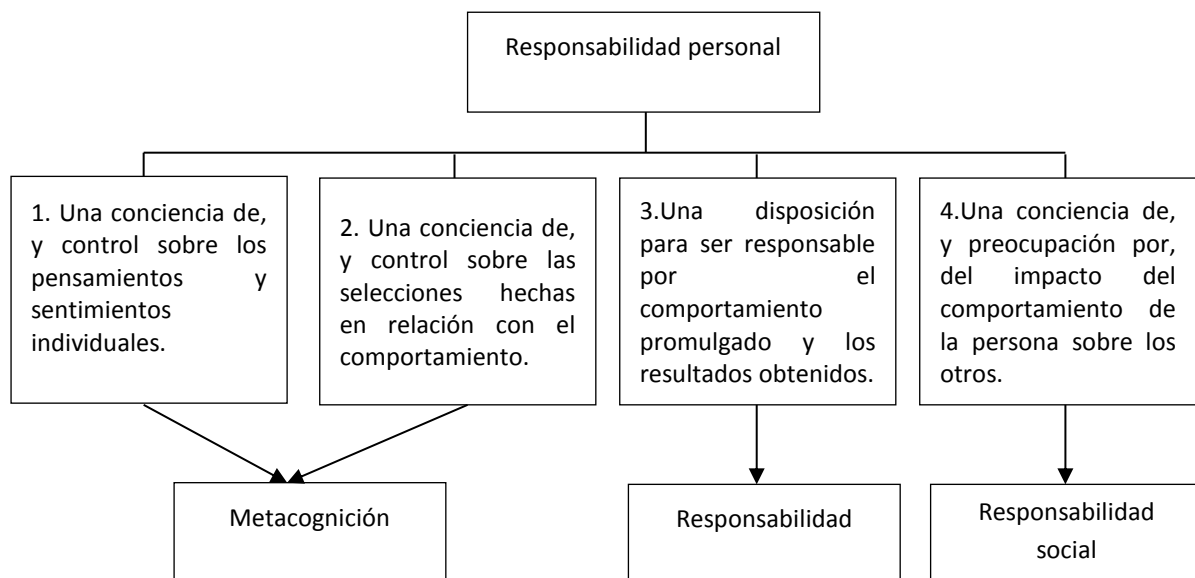 Responsabilidad personal
1. Una conciencia de,
y control sobre los
pensamientos y
sentimientos
individuales.
2. Una conciencia de,
y control sobre las
selecciones hechas
en relación con el
comportamiento.
3.Una disposición
para ser responsable
por el
comportamiento
promulgado y los
resultados obtenidos.
4.Una conciencia de,
y preocupación por,
del impacto del
comportamiento de
la persona sobre los
otros.
Metacognición
Responsabilidad
Responsabilidad
social